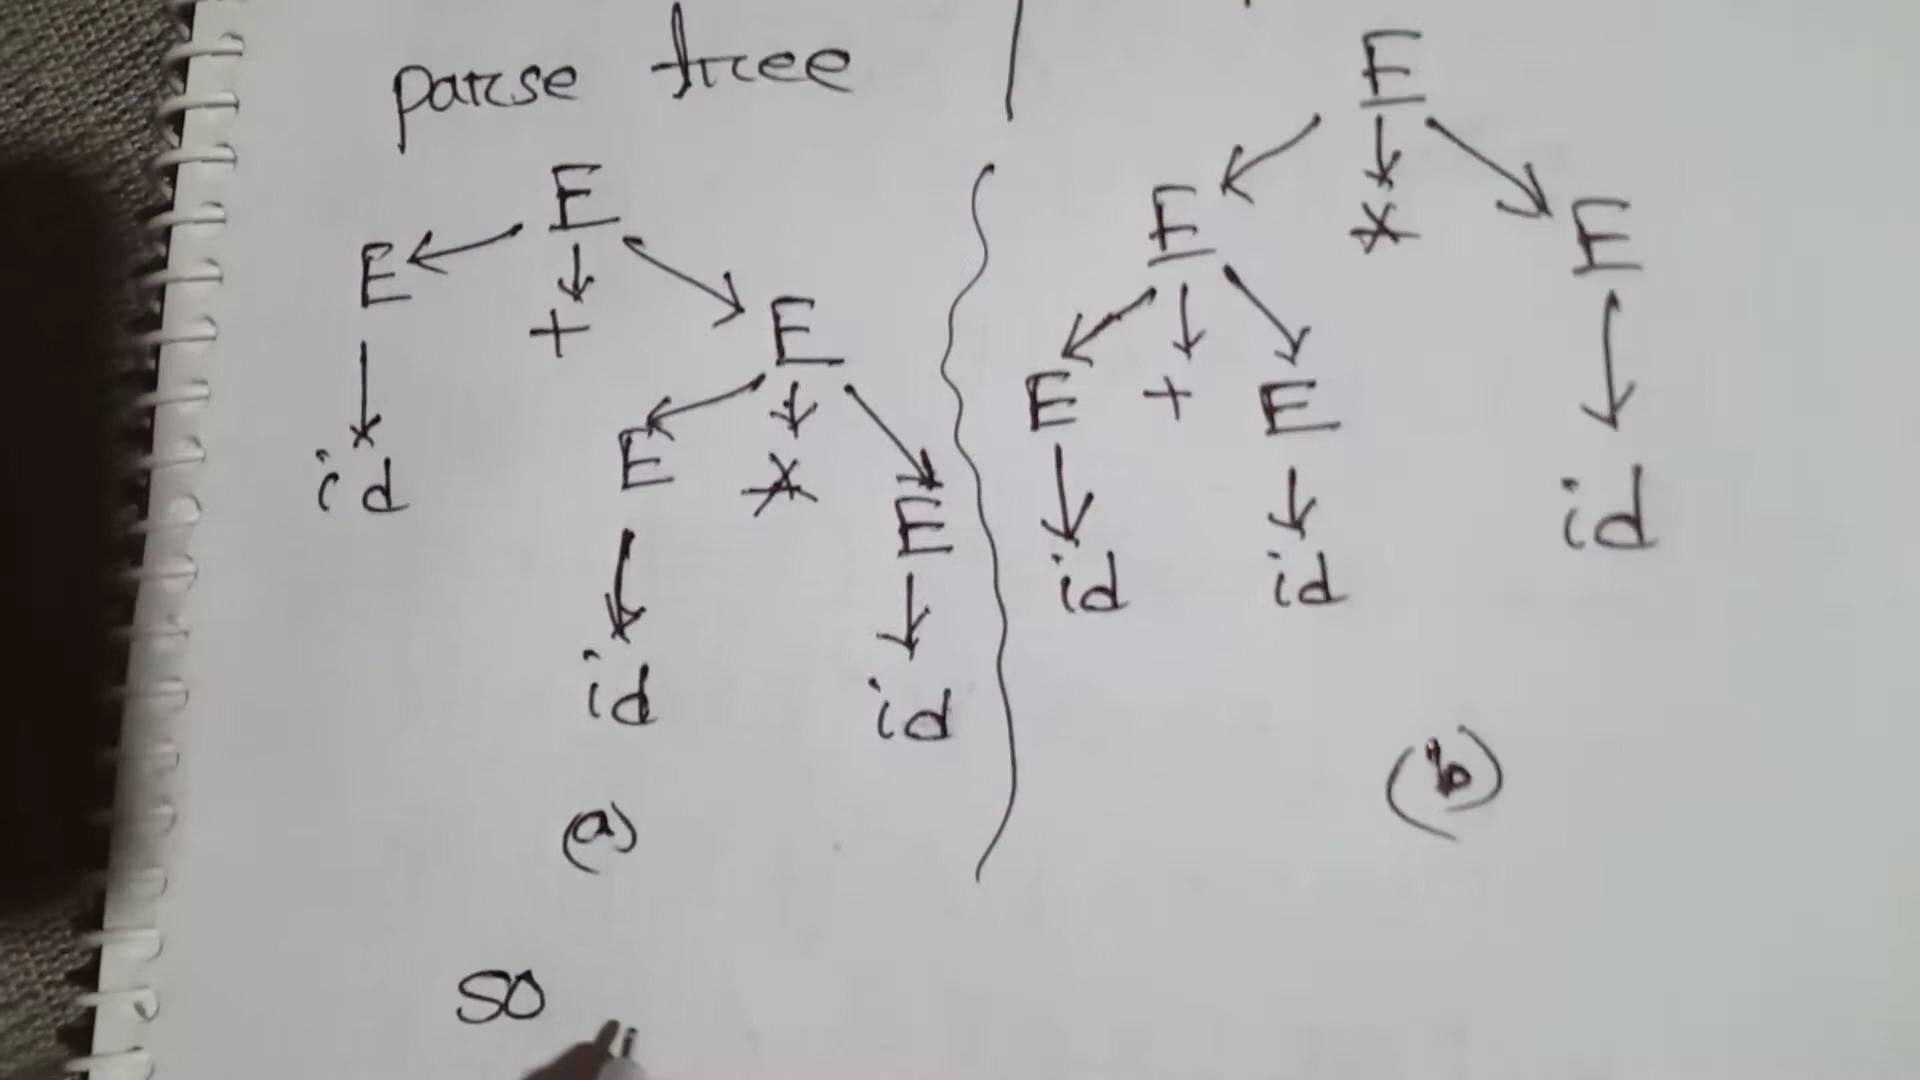 parse tree
E
E + E
id E * E
id id
(a)
E
E * E
E + E id
id id
(b)
so